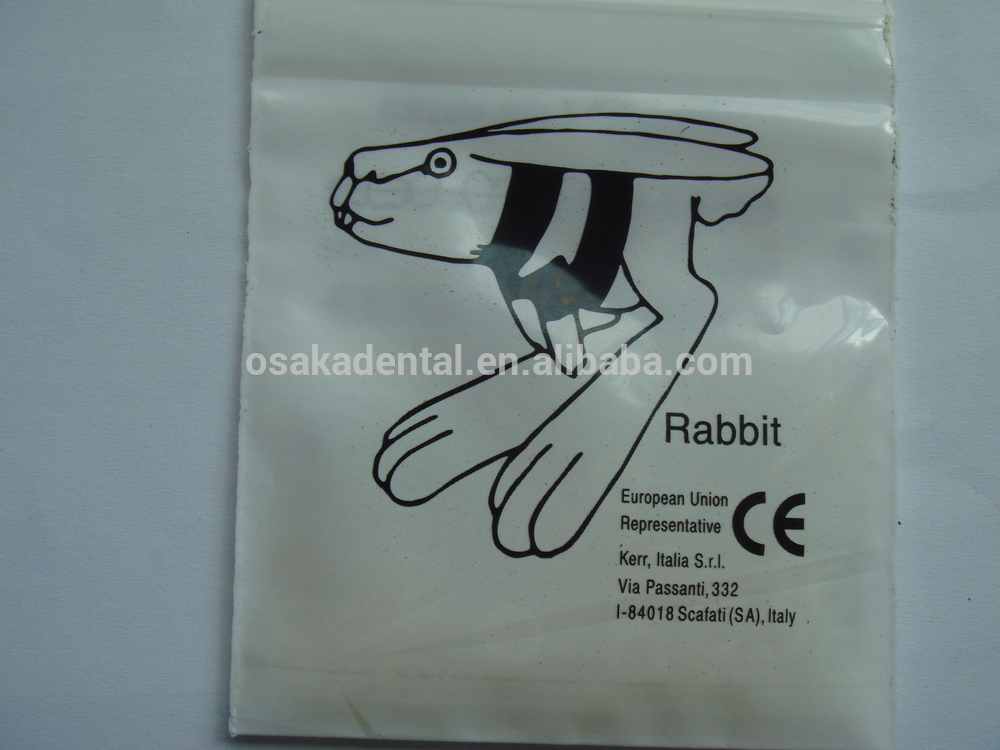 osakadental.en.alibaba.com
Rabbit
European Union
Representative
CE
Kerr, Italia S.r.l.
Via Passanti, 332
I-84018 Scafati (SA), Italy